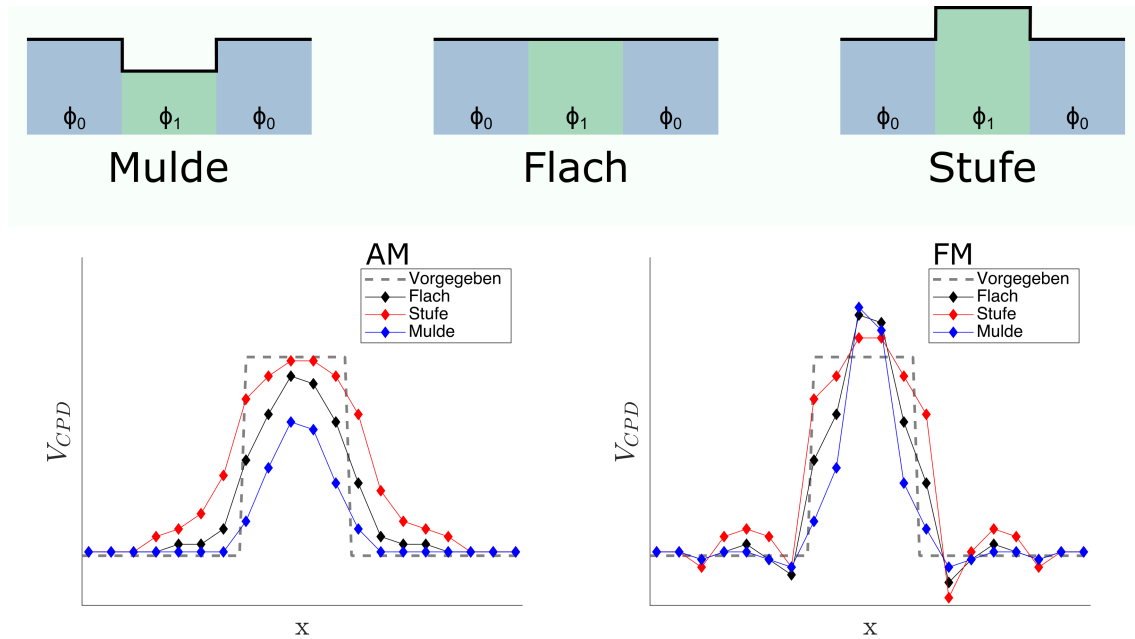 ϕ0 ϕ1 ϕ0
Mulde
ϕ0 ϕ1 ϕ0
Flach
ϕ0 ϕ1 ϕ0
Stufe
AM
Vorgegeben
Flach
Stufe
Mulde
VCPD
x
FM
Vorgegeben
Flach
Stufe
Mulde
VCPD
x